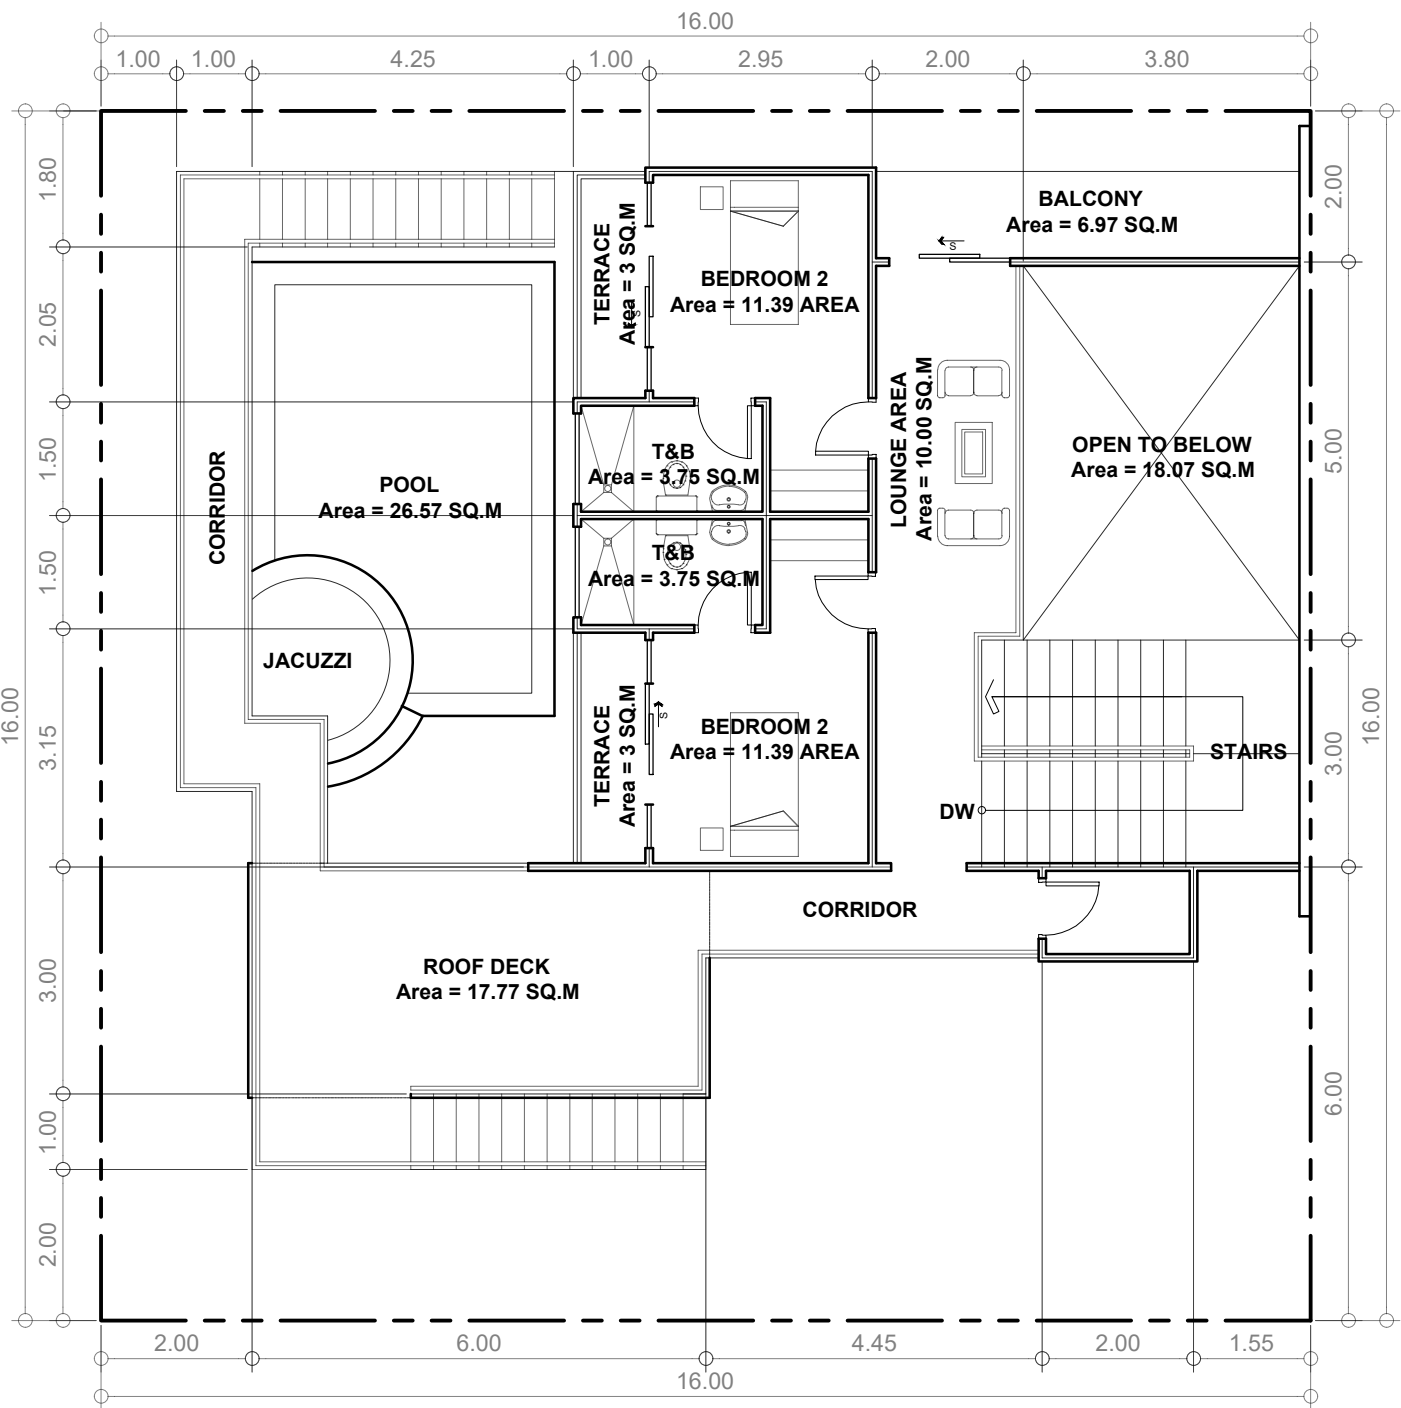 16.00
1.00 1.00 4.25 1.00 2.95 2.00 3.80
1.80
2.05
1.50
1.50
3.15
3.00
1.00
2.00
16.00
2.00
5.00
3.00
6.00
16.00
BALCONY
Area = 6.97 SQ.M
S
TERRACE
Area = 3 SQ.M
S
BEDROOM 2
Area = 11.39 AREA
CORRIDOR
POOL
Area = 26.57 SQ.M
T&B
Area = 3.75 SQ.M
T&B
Area = 3.75 SQ.M
LOUNGE AREA
Area = 10.00 SQ.M
OPEN TO BELOW
Area = 18.07 SQ.M
JACUZZI
TERRACE
Area = 3 SQ.M
S
BEDROOM 2
Area = 11.39 AREA
STAIRS
DW
CORRIDOR
ROOF DECK
Area = 17.77 SQ.M
2.00 6.00 4.45 2.00 1.55
16.00